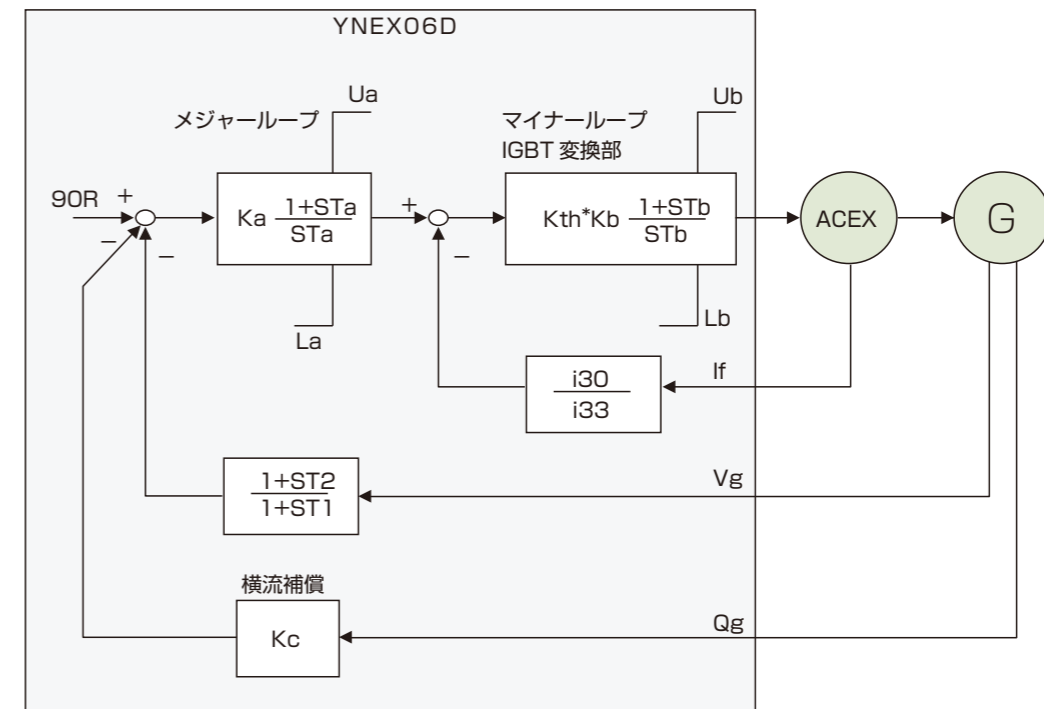 YNEX06D
メジャーループ
Ua
マイナーループ
IGBT 変換部
Ub
90R
+
−
−
Ka 1+STa
STa
La
+
−
Kth*Kb 1+STb
STb
Lb
ACEX
G
i30
i33
If
1+ST2
1+ST1
Vg
横流補償
Kc
Qg